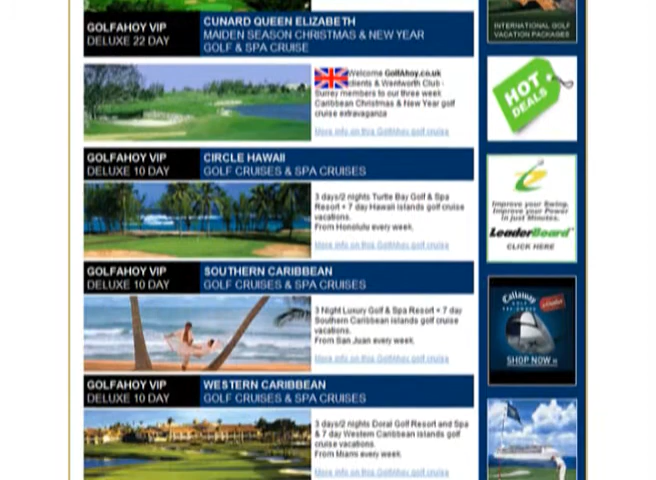 GOLFAHOY VIP
DELUXE 22 DAY
CUNARD QUEEN ELIZABETH
MAIDEN SEASON CHRISTMAS & NEW YEAR
GOLF & SPA CRUISE
INTERNATIONAL GOLF
VACATION PACKAGES
Welcome GolfAhoy.co.uk
clients & Wentworth Club -
Surrey members to our three week
Caribbean Christmas & New Year golf
cruise extravaganza
More info on this GolfAhoy golf cruise
HOT
DEALS
GOLFAHOY VIP
DELUXE 10 DAY
CIRCLE HAWAII
GOLF CRUISES & SPA CRUISES
3 days/2 nights Turtle Bay Golf & Spa
Resort + 7 day Hawaii islands golf cruise
vacations.
From Honolulu every week.
More info on this GolfAhoy golf cruise
Improve your Swing.
Improve your Power
in just Minutes.
LeaderBoard
CLICK HERE
GOLFAHOY VIP
DELUXE 10 DAY
SOUTHERN CARIBBEAN
GOLF CRUISES & SPA CRUISES
3 Night Luxury Golf & Spa Resort + 7 day
Southern Caribbean islands golf cruise
vacations.
From San Juan every week.
More info on this GolfAhoy golf cruise
Callaway
GOLF
SHOP NOW »
GOLFAHOY VIP
DELUXE 10 DAY
WESTERN CARIBBEAN
GOLF CRUISES & SPA CRUISES
3 days/2 nights Doral Golf Resort and Spa
& 7 day Western Caribbean islands golf
cruise vacations.
From Miami every week.
More info on this GolfAhoy golf cruise